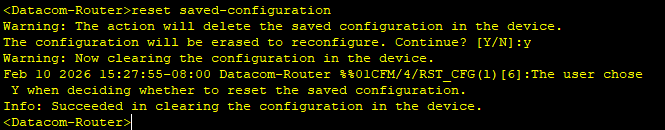 <Datacom-Router>reset saved-configuration
Warning: The action will delete the saved configuration in the device.
The configuration will be erased to reconfigure. Continue? [Y/N]:y
Warning: Now clearing the configuration in the device.
Feb 10 2026 15:27:55-08:00 Datacom-Router %%01CFM/4/RST_CFG(l)[6]:The user chose
 Y when deciding whether to reset the saved configuration.
Info: Succeeded in clearing the configuration in the device.
<Datacom-Router>